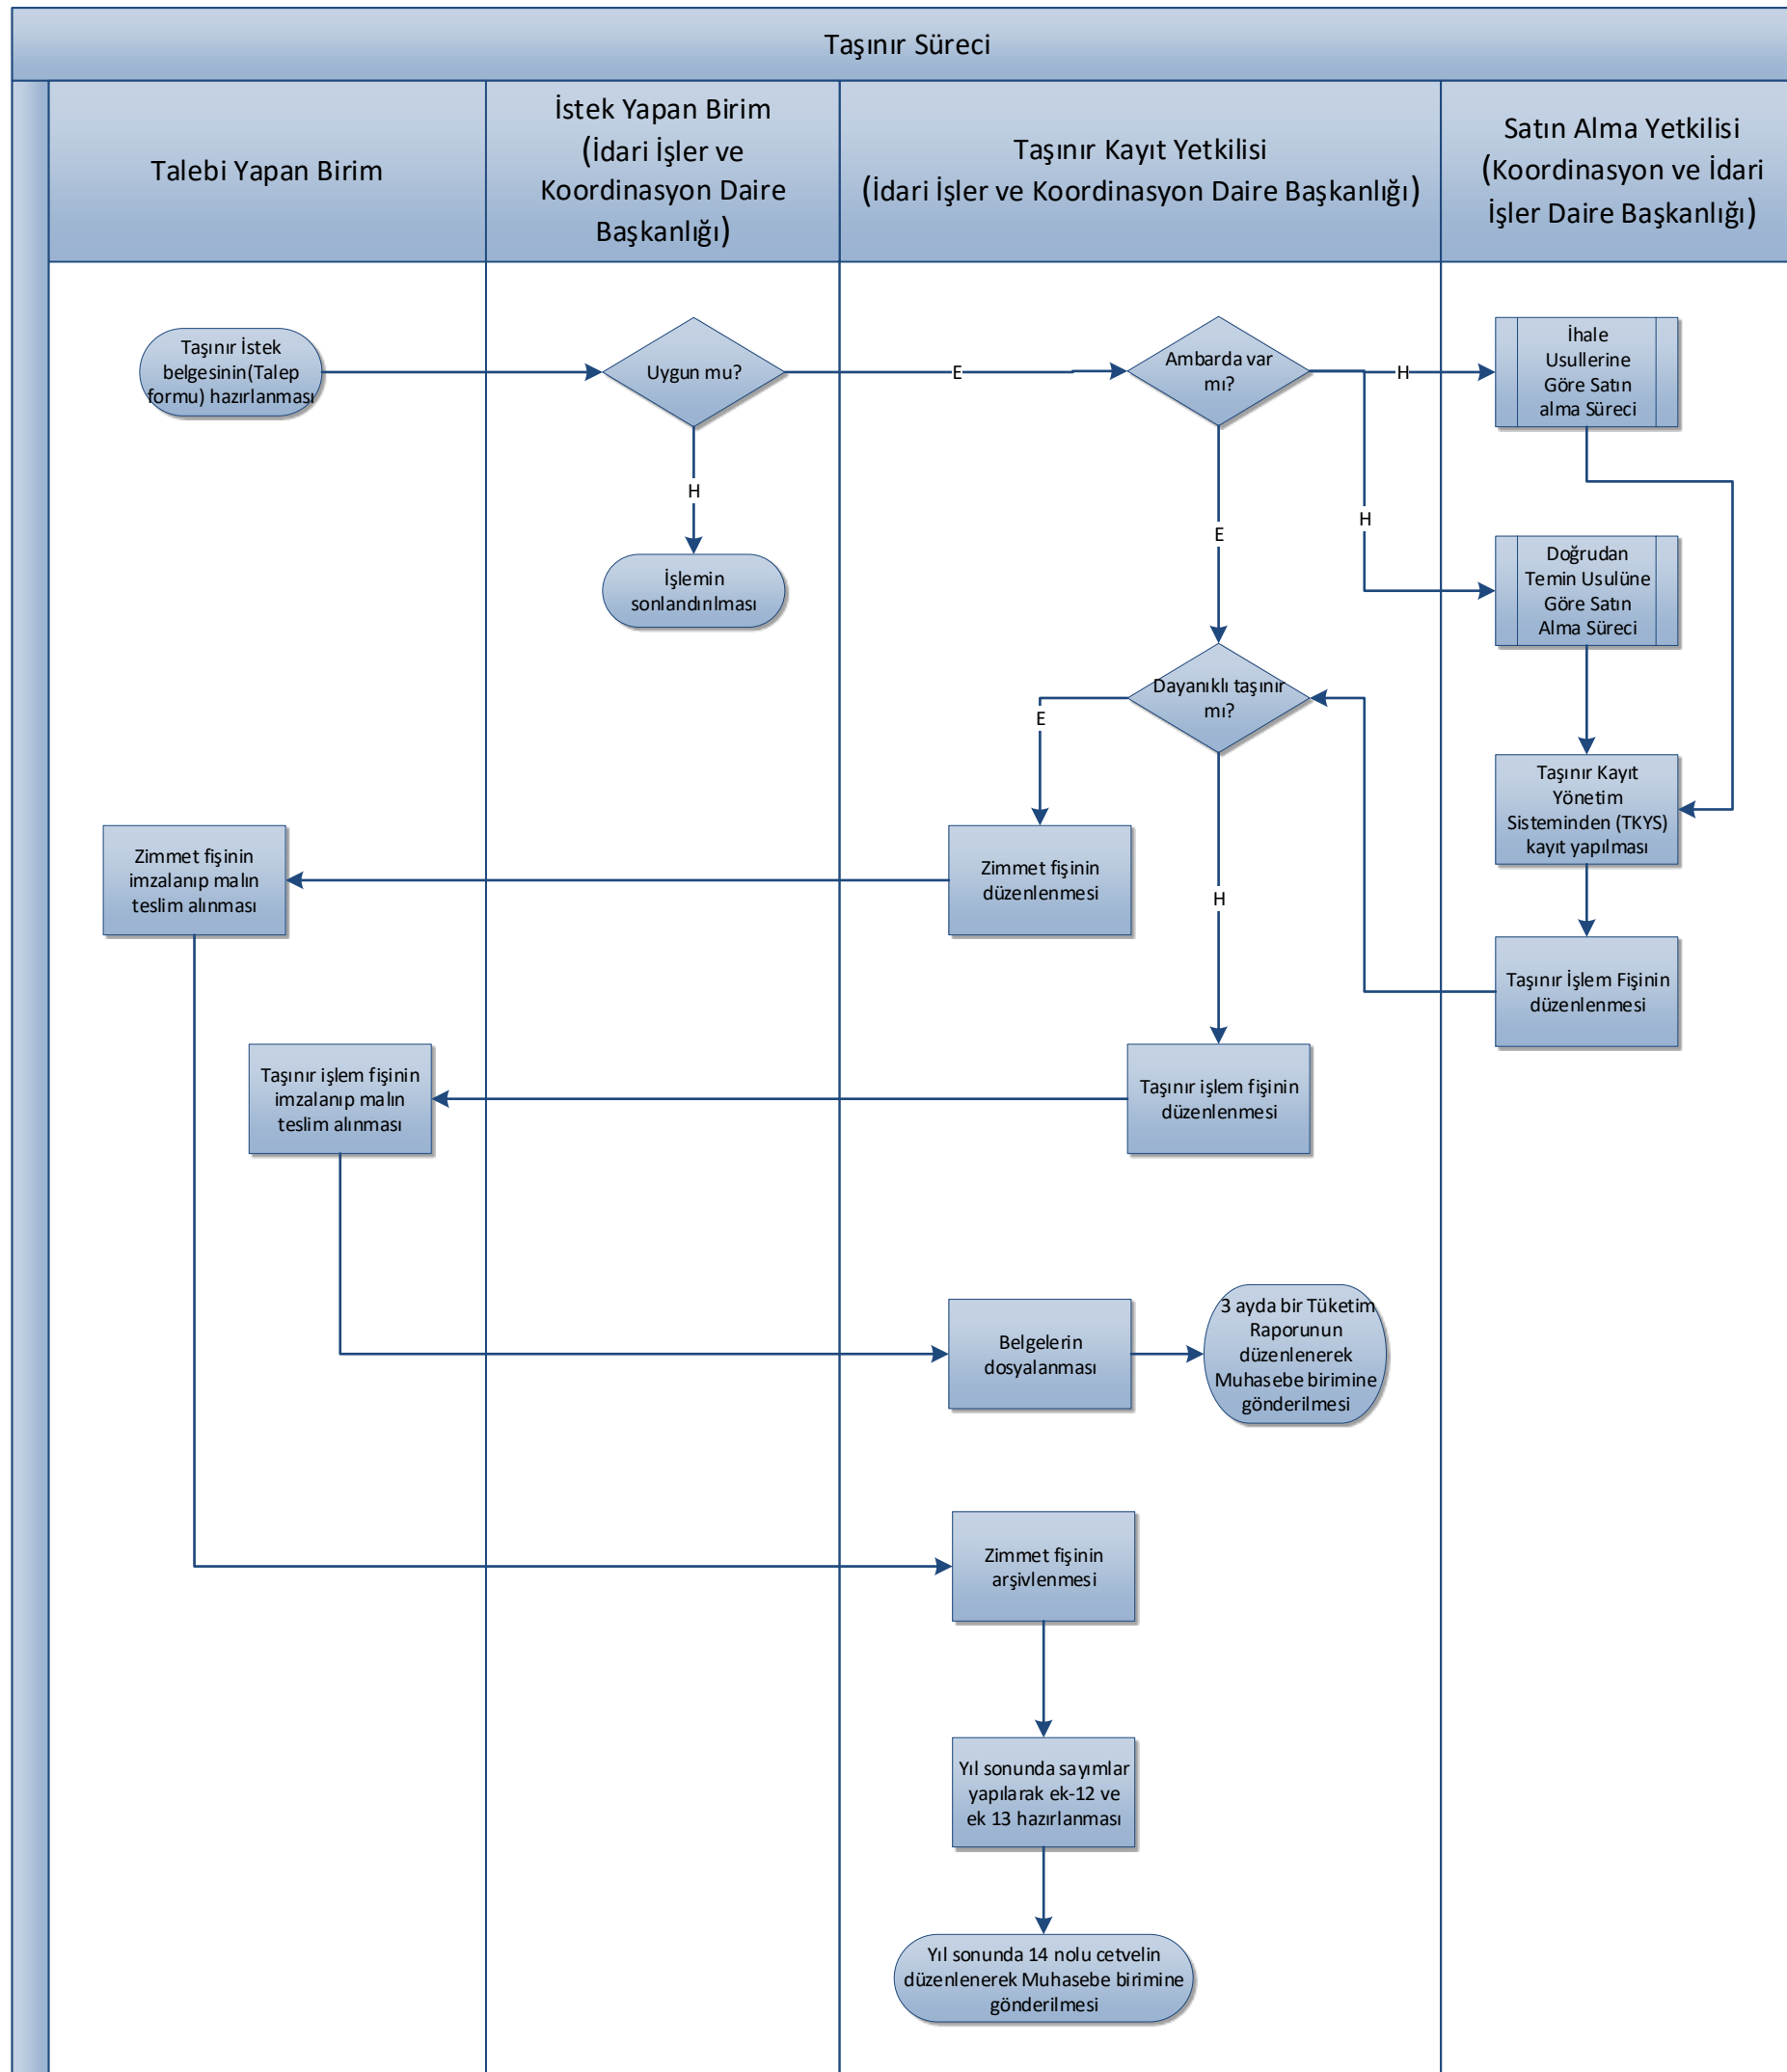 Taşınır Süreci
Talebi Yapan Birim
İstek Yapan Birim
(İdari İşler ve
Koordinasyon Daire
Başkanlığı)
Taşınır Kayıt Yetkilisi
(İdari İşler ve Koordinasyon Daire Başkanlığı)
Satın Alma Yetkilisi
(Koordinasyon ve İdari
İşler Daire Başkanlığı)
Taşınır İstek
belgesinin(Talep
formu) hazırlanması
Uygun mu?
E
Ambarda var
mı?
H
İhale
Usullerine
Göre Satın
alma Süreci
H
İşlemin
sonlandırılması
E
H
Doğrudan
Temin Usulüne
Göre Satın
Alma Süreci
Dayanıklı taşınır
mı?
E
Taşınır Kayıt
Yönetim
Sisteminden (TKYS)
kayıt yapılması
Zimmet fişinin
imzalanıp malın
teslim alınması
Zimmet fişinin
düzenlenmesi
H
Taşınır İşlem Fişinin
düzenlenmesi
Taşınır işlem fişinin
imzalanıp malın
teslim alınması
Taşınır işlem fişinin
düzenlenmesi
Belgelerin
dosyalanması
3 ayda bir Tüketim
Raporunun
düzenlenerek
Muhasebe birimine
gönderilmesi
Zimmet fişinin
arşivlenmesi
Yıl sonunda sayımlar
yapılarak ek-12 ve
ek 13 hazırlanması
Yıl sonunda 14 nolu cetvelin
düzenlenerek Muhasebe birimine
gönderilmesi